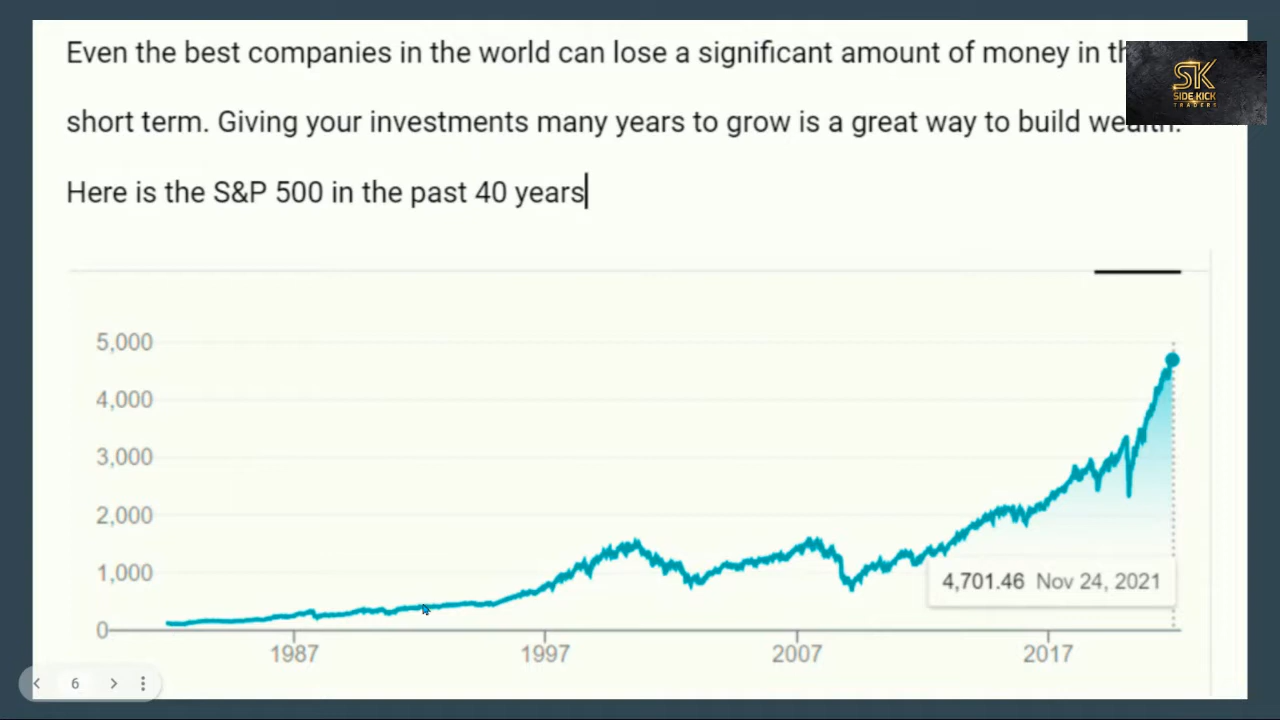 Even the best companies in the world can lose a significant amount of money in th
short term. Giving your investments many years to grow is a great way to build wealth.
Here is the S&P 500 in the past 40 years
SK
SIDE KICK
TRADERS
5,000
4,000
3,000
2,000
1,000
4,701.46 Nov 24, 2021
0
1987 1997 2007 2017
6